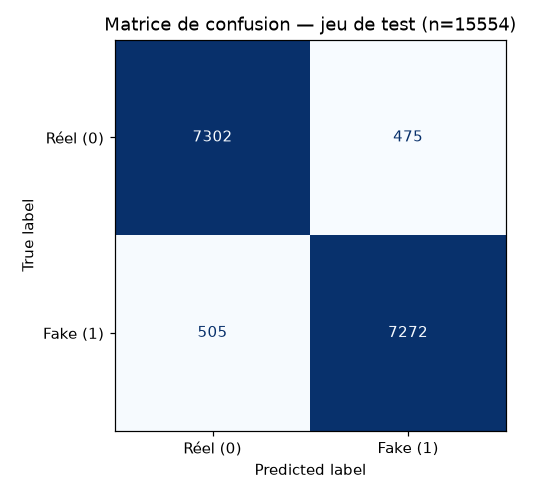 Matrice de confusion — jeu de test (n=15554)
True label
Réel (0)
7302
475
Fake (1)
505
7272
Réel (0)
Fake (1)
Predicted label